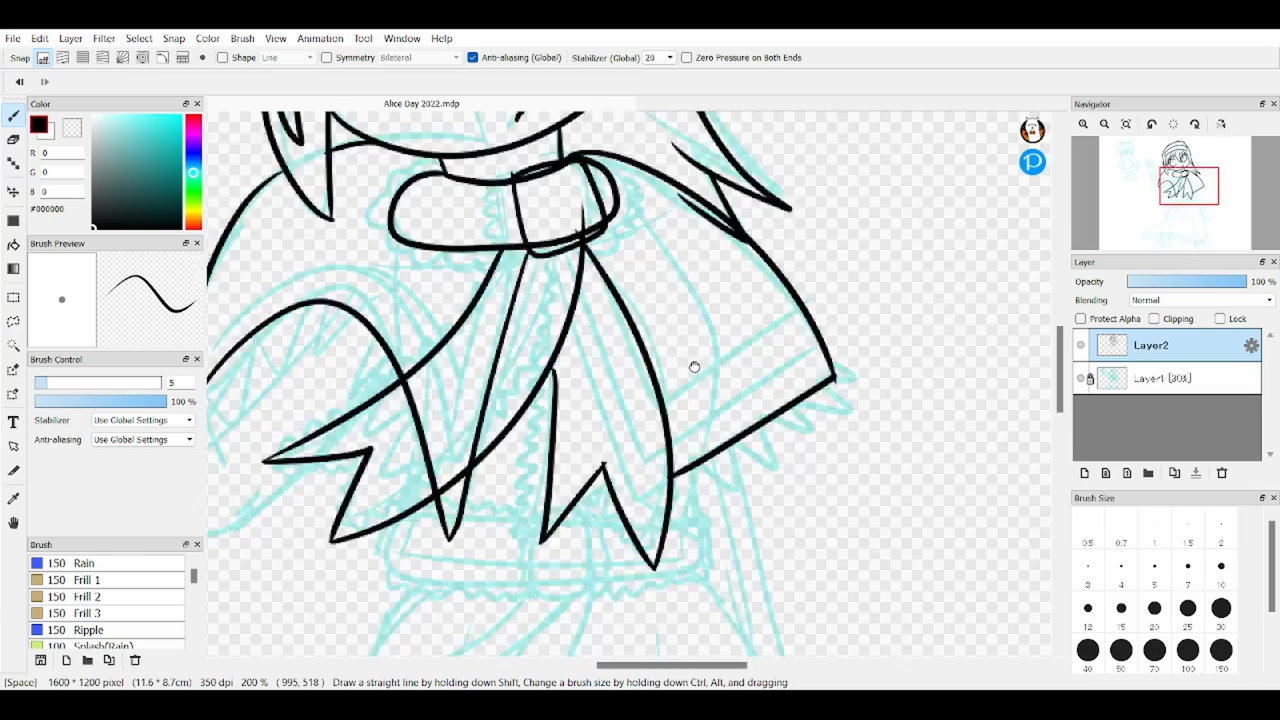 File Edit Layer Filter Select Snap Color Brush View Animation Tool Window Help
Snap off Shape Line Symmetry Bilateral Anti-aliasing (Global) Stabilizer (Global) 20 Zero Pressure on Both Ends
Color
Alice Day 2022.mdp
Navigator
R 0
G 0
B 0
#000000
Brush Preview
Layer
Opacity 100 %
Blending Normal
Protect Alpha Clipping Lock
Layer2
Layer1 [30%]
Brush Control
5
100 %
Stabilizer Use Global Settings
Anti-aliasing Use Global Settings
Brush Size
0.5 0.7 1 1.5 2
3 4 5 7 10
12 15 20 25 30
40 50 70 100 150
Brush
150 Rain
150 Frill 1
150 Frill 2
150 Frill 3
150 Ripple
100 Splash(Rain)
[Space] 1600 * 1200 pixel (11.6 * 8.7cm) 350 dpi 200 % ( 995, 518 ) Draw a straight line by holding down Shift, Change a brush size by holding down Ctrl, Alt, and dragging